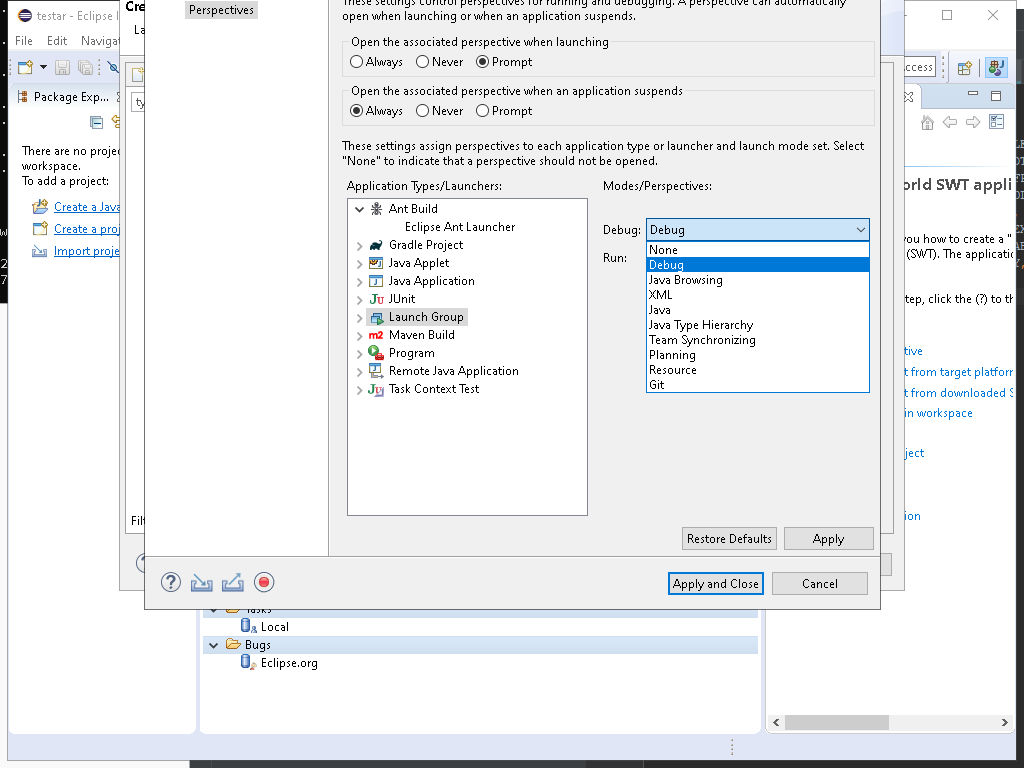 testar - Eclipse
Cre
Perspectives
These settings control perspectives for running and debugging. A perspective can automatically
open when launching or when an application suspends.
File Edit Navigat
La
Open the associated perspective when launching
Always Never Prompt
ccess
Package Exp...
ty
Open the associated perspective when an application suspends
Always Never Prompt
There are no proje
workspace.
To add a project:
Create a Java
Create a proj
Import proje
These settings assign perspectives to each application type or launcher and launch mode set. Select
"None" to indicate that a perspective should not be opened.
Application Types/Launchers:
Modes/Perspectives:
Ant Build
Eclipse Ant Launcher
Gradle Project
Java Applet
Java Application
Ju JUnit
Launch Group
m2 Maven Build
Program
Remote Java Application
Task Context Test
Debug: Debug
Run:
None
Debug
Java Browsing
XML
Java
Java Type Hierarchy
Team Synchronizing
Planning
Resource
Git
orld SWT appli
you how to create a "
(SWT). The applicatio
tep, click the (?) to th
tive
t from target platform
t from downloaded S
in workspace
ject
ion
Filt
Restore Defaults Apply
? Apply and Close Cancel
Tasks
Local
Bugs
Eclipse.org